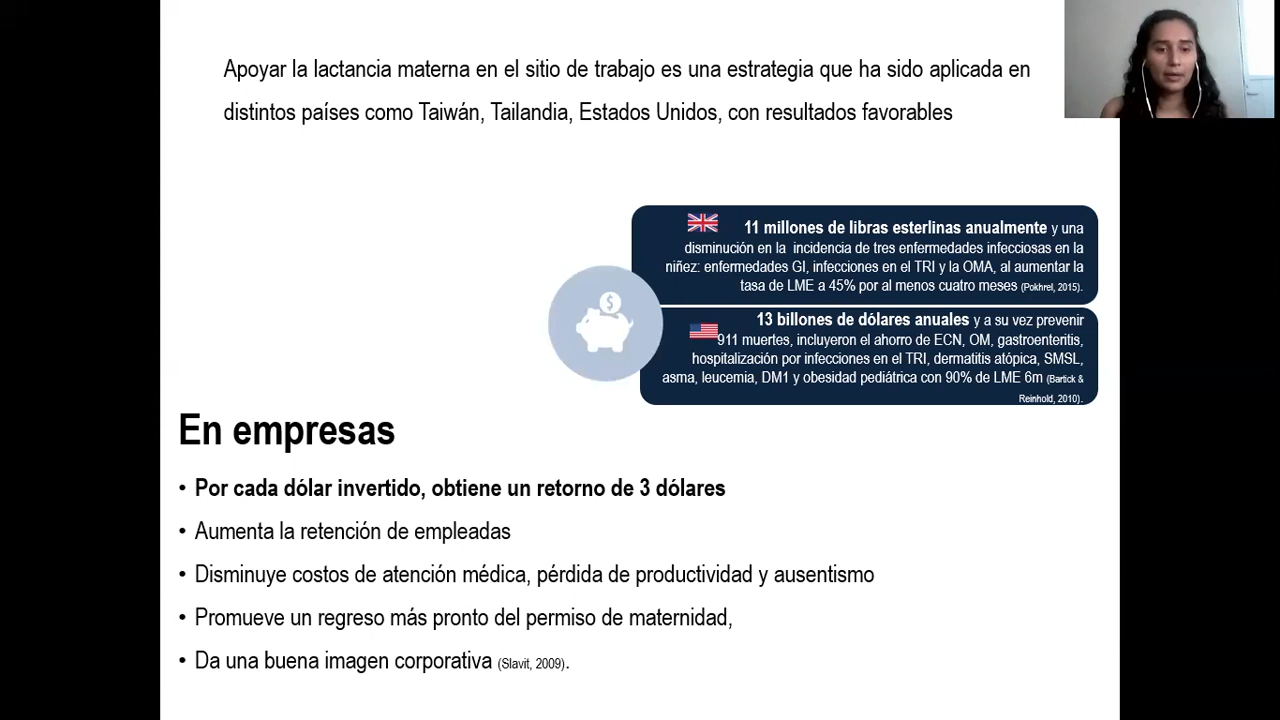 Apoyar la lactancia materna en el sitio de trabajo es una estrategia que ha sido aplicada en
distintos países como Taiwán, Tailandia, Estados Unidos, con resultados favorables
11 millones de libras esterlinas anualmente y una
disminución en la incidencia de tres enfermedades infecciosas en la
niñez: enfermedades GI, infecciones en el TRI y la OMA, al aumentar la
tasa de LME a 45% por al menos cuatro meses (Pokhrel, 2015).
13 billones de dólares anuales y a su vez prevenir
911 muertes, incluyeron el ahorro de ECN, OM, gastroenteritis,
hospitalización por infecciones en el TRI, dermatitis atópica, SMSL,
asma, leucemia, DM1 y obesidad pediátrica con 90% de LME 6m (Bartick &
Reinhold, 2010).
$
En empresas
• Por cada dólar invertido, obtiene un retorno de 3 dólares
• Aumenta la retención de empleadas
• Disminuye costos de atención médica, pérdida de productividad y ausentismo
• Promueve un regreso más pronto del permiso de maternidad,
• Da una buena imagen corporativa (Slavit, 2009).